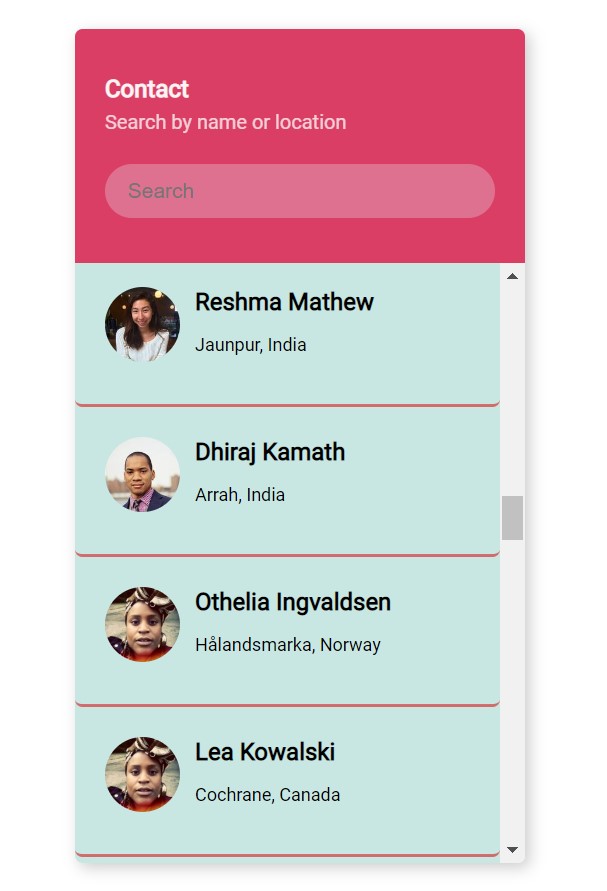 Contact
Search by name or location
Search
Reshma Mathew
Jaunpur, India
Dhiraj Kamath
Arrah, India
Othelia Ingvaldsen
Hålandsmarka, Norway
Lea Kowalski
Cochrane, Canada